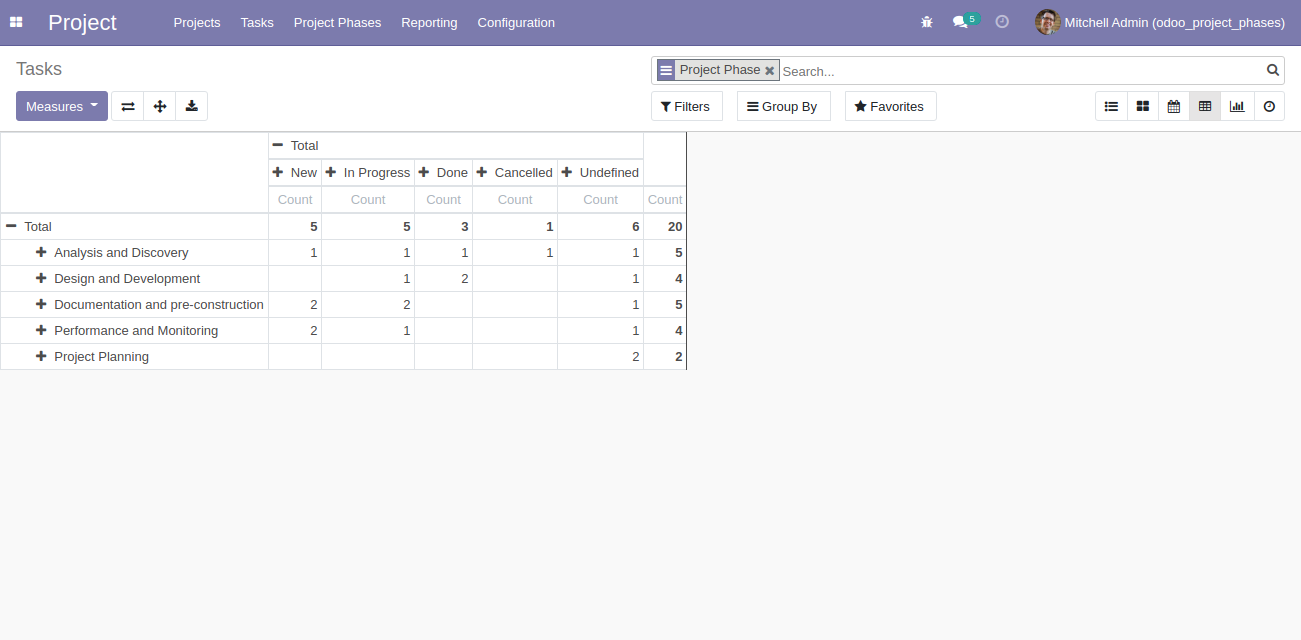 Project Projects Tasks Project Phases Reporting Configuration 5 Mitchell Admin (odoo_project_phases)
Tasks
Project Phase Search...
Measures Filters Group By Favorites
Total
New In Progress Done Cancelled Undefined
Count Count Count Count Count Count
Total 5 5 3 1 6 20
Analysis and Discovery 1 1 1 1 1 5
Design and Development 1 2 1 4
Documentation and pre-construction 2 2 1 5
Performance and Monitoring 2 1 1 4
Project Planning 2 2